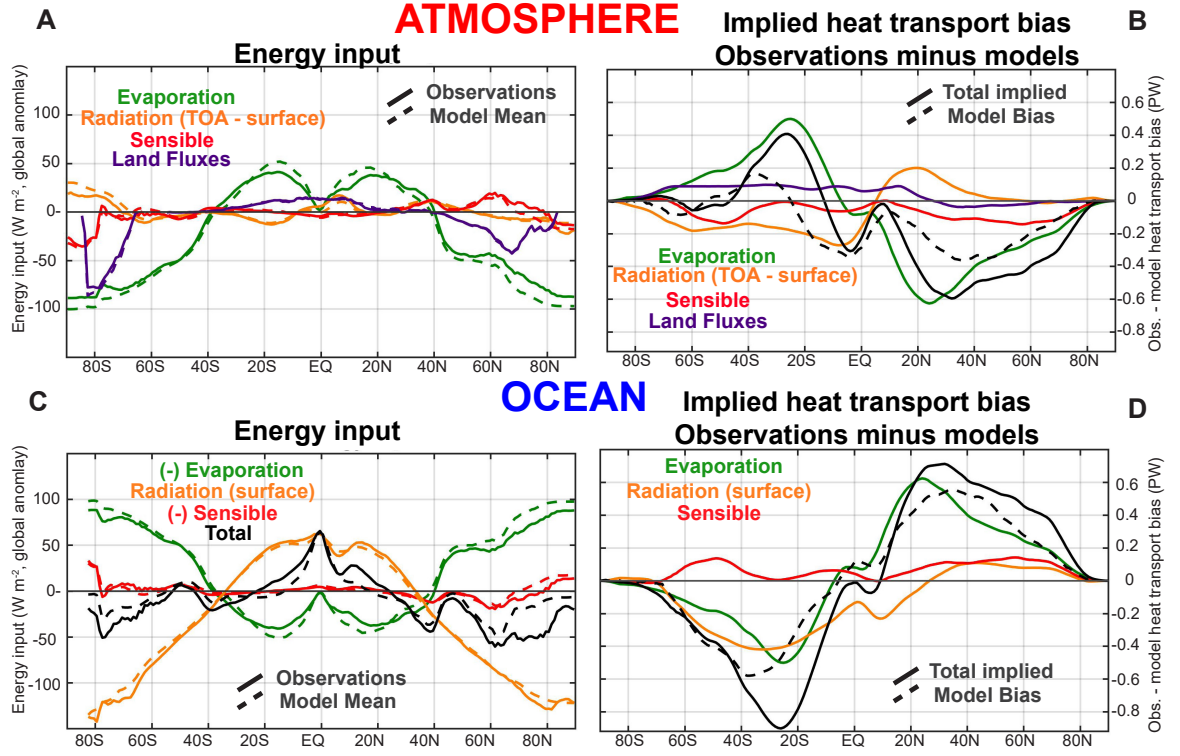 ATMOSPHERE
A
Energy input
Implied heat transport bias
Observations minus models
B
Energy input (W m-2, global anomlay)
100
50
0
-50
-100
Evaporation
Radiation (TOA - surface)
Sensible
Land Fluxes
Observations
Model Mean
80S 60S 40S 20S EQ 20N 40N 60N 80N
Total implied
Model Bias
Evaporation
Radiation (TOA - surface)
Sensible
Land Fluxes
0.6
0.4
0.2
0
-0.2
-0.4
-0.6
-0.8
Obs. - model heat transport bias (PW)
80S 60S 40S 20S EQ 20N 40N 60N 80N
OCEAN
C
Energy input
Implied heat transport bias
Observations minus models
D
Energy input (W m-2, global anomlay)
100
50
0
-50
-100
(-) Evaporation
Radiation (surface)
(-) Sensible
Total
Observations
Model Mean
80S 60S 40S 20S EQ 20N 40N 60N 80N
Evaporation
Radiation (surface)
Sensible
Total implied
Model Bias
0.6
0.4
0.2
0
-0.2
-0.4
-0.6
-0.8
Obs. - model heat transport bias (PW)
80S 60S 40S 20S EQ 20N 40N 60N 80N